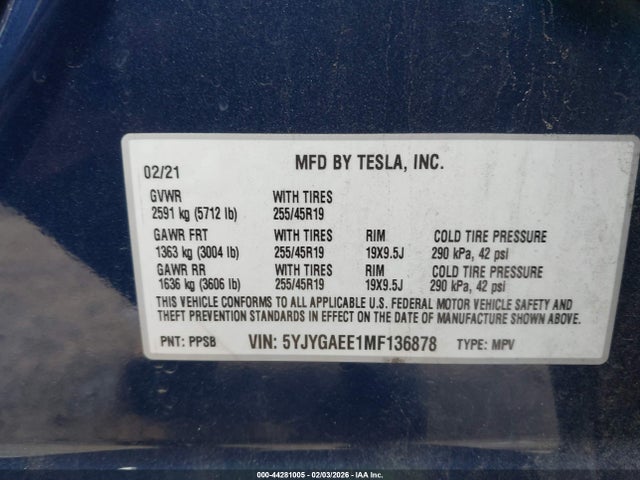 02/21 MFD BY TESLA, INC.
GVWR WITH TIRES
2591 kg (5712 lb) 255/45R19
GAWR FRT WITH TIRES RIM COLD TIRE PRESSURE
1363 kg (3004 lb) 255/45R19 19X9.5J 290 kPa, 42 psi
GAWR RR WITH TIRES RIM COLD TIRE PRESSURE
1636 kg (3606 lb) 255/45R19 19X9.5J 290 kPa, 42 psi
THIS VEHICLE CONFORMS TO ALL APPLICABLE U.S. FEDERAL MOTOR VEHICLE SAFETY AND
THEFT PREVENTION STANDARDS IN EFFECT ON THE DATE OF MANUFACTURE SHOWN ABOVE.
PNT: PPSB VIN: 5YJYGAEE1MF136878 TYPE: MPV
000-44281005 - 02/03/2026 - IAA Inc.